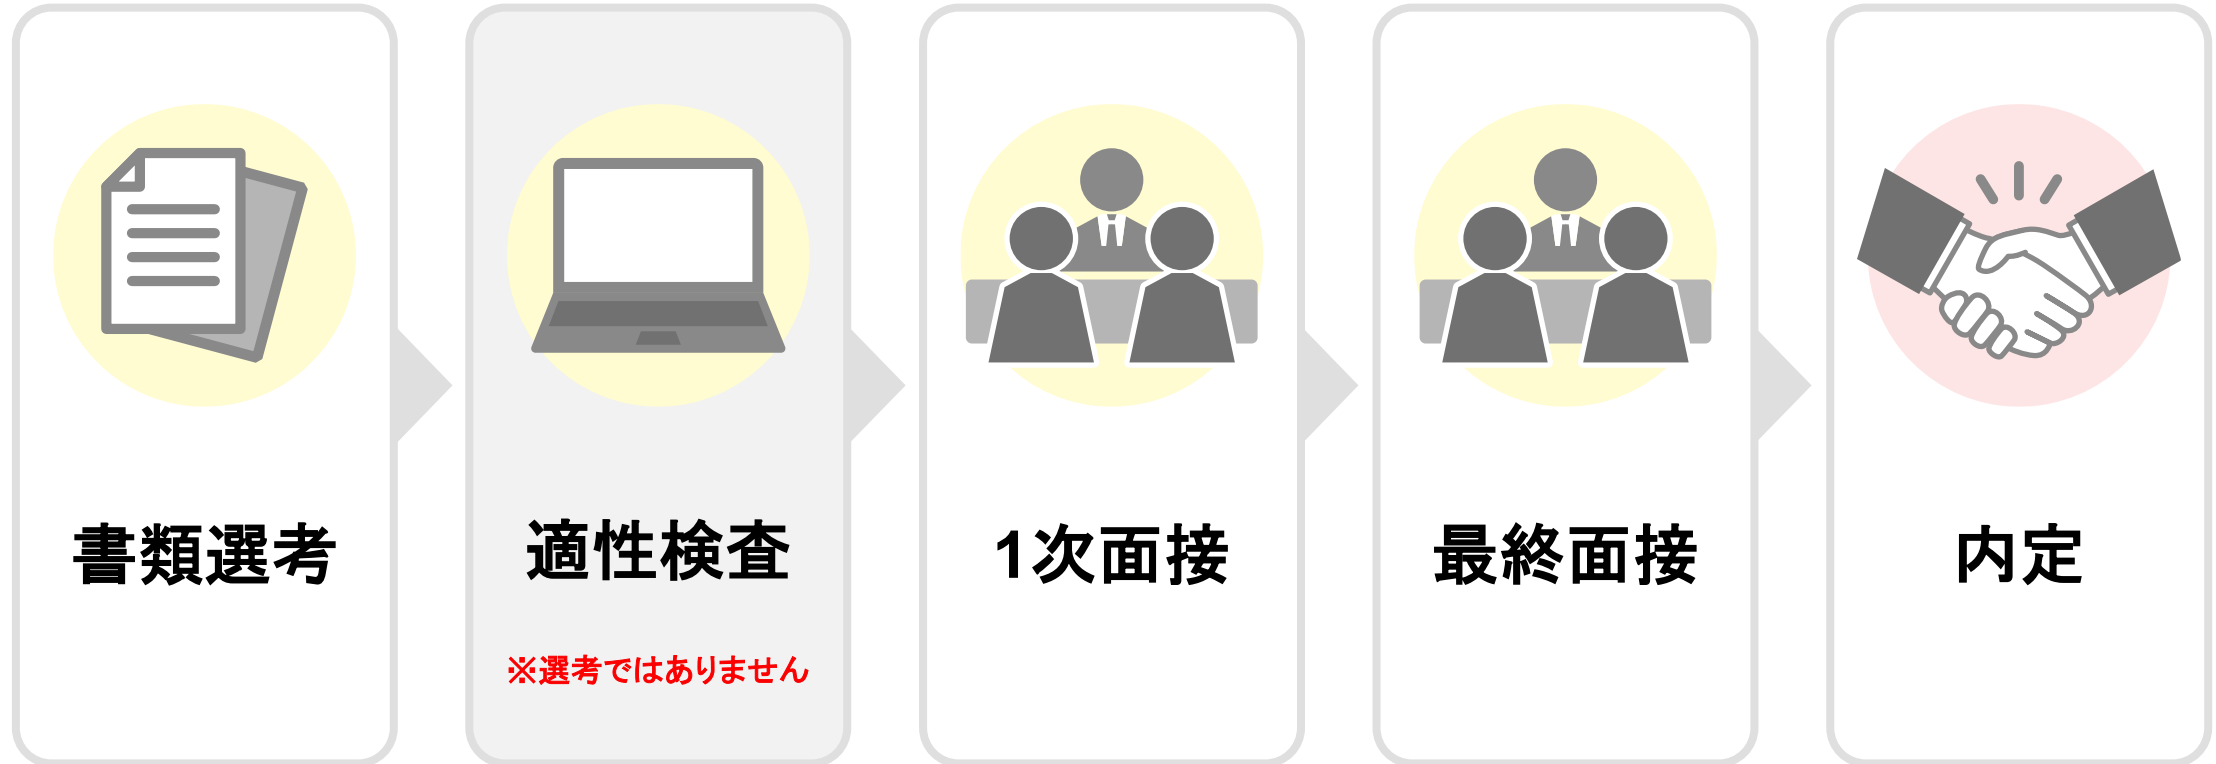 書類選考
適性検査
※選考ではありません
1次面接
最終面接
内定